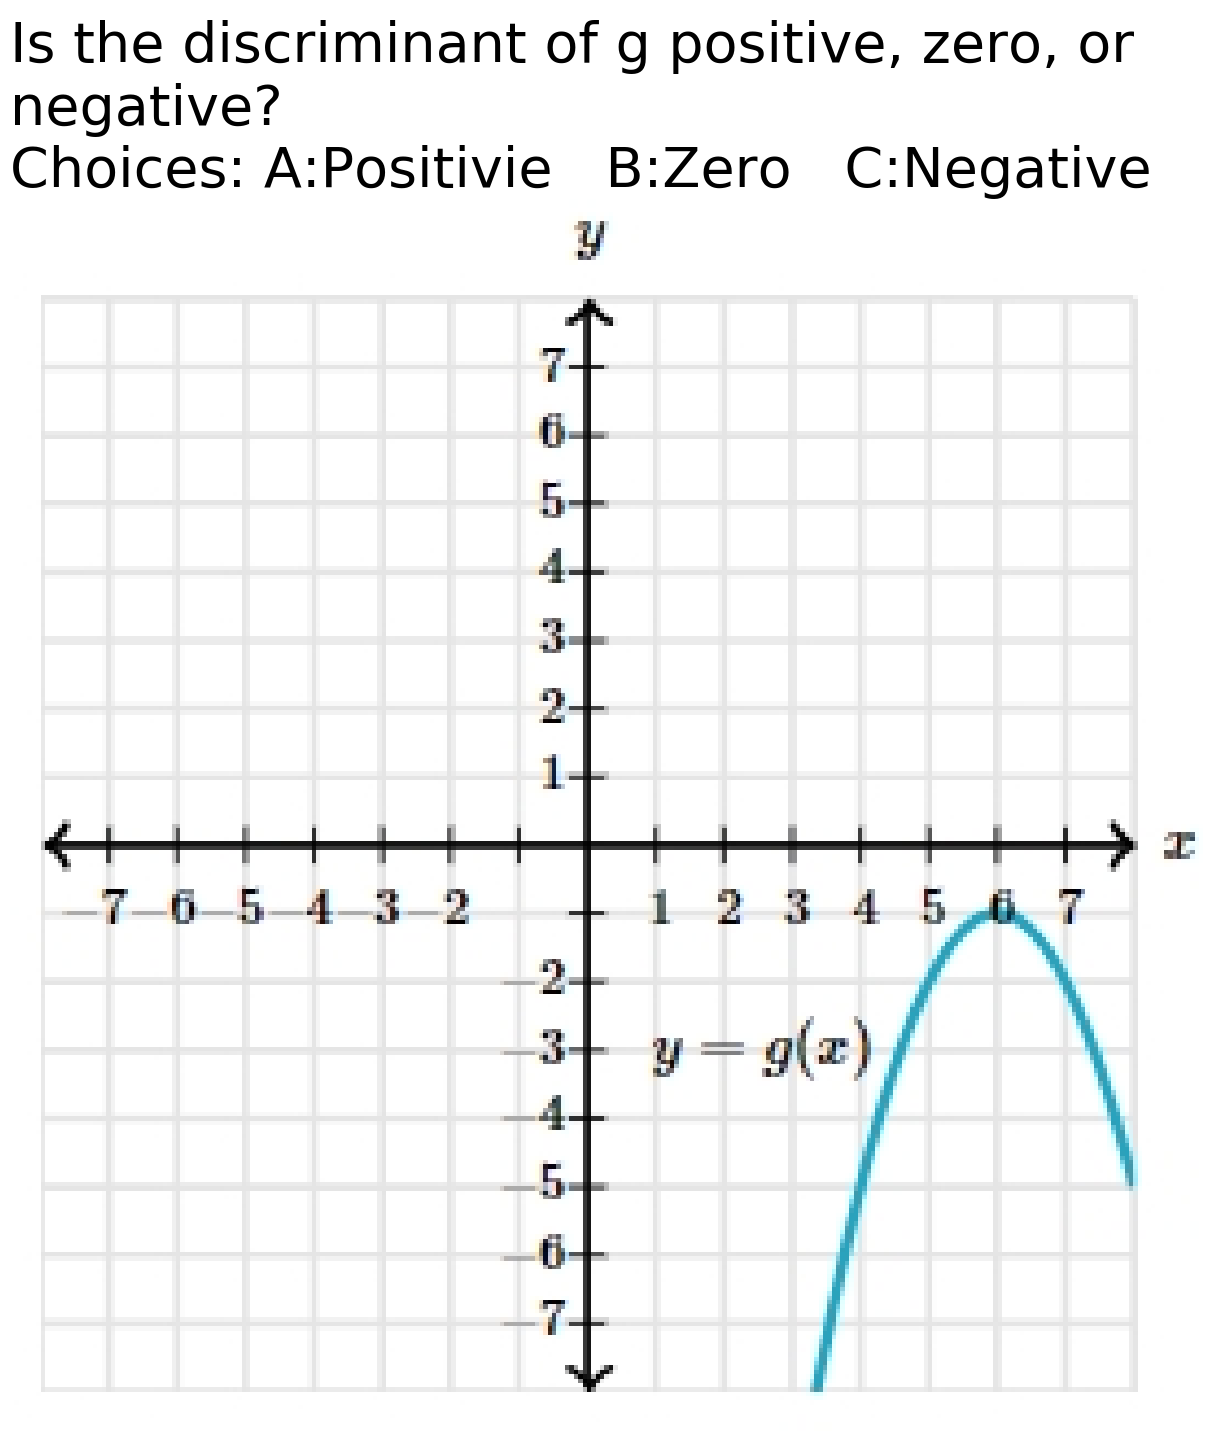 Is the discriminant of g positive, zero, or
negative?
Choices: A:Positivie B:Zero C:Negative
y
7
6
5
4
3
2
1
x
-7 -6 -5 -4 -3 -2 1 2 3 4 5 6 7
-2
y = g(x)
-3
-4
-5
-6
-7